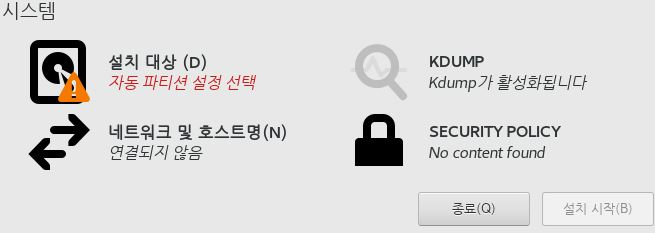 시스템
설치 대상 (D)
자동 파티션 설정 선택
KDUMP
Kdump가 활성화됩니다
네트워크 및 호스트명(N)
연결되지 않음
SECURITY POLICY
No content found
종료(Q)
설치 시작(B)